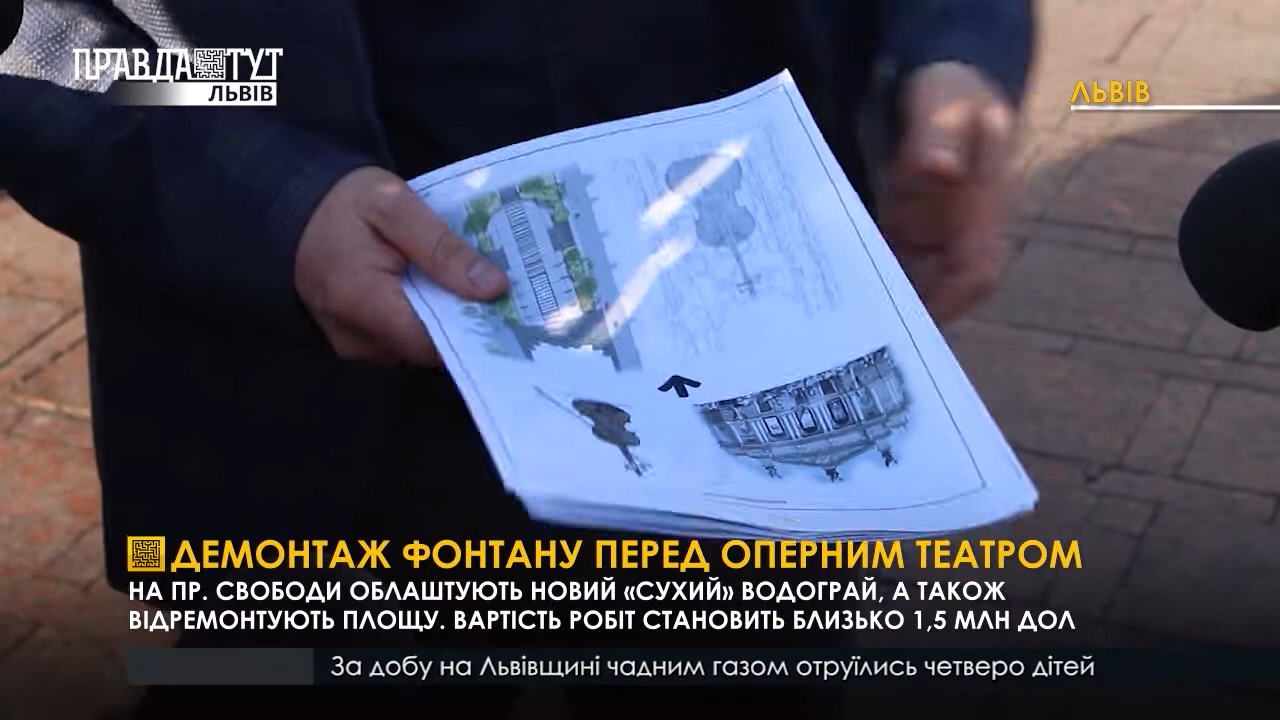 ПРАВДА ТУТ
ЛЬВІВ
ЛЬВІВ
ДЕМОНТАЖ ФОНТАНУ ПЕРЕД ОПЕРНИМ ТЕАТРОМ
НА ПР. СВОБОДИ ОБЛАШТУЮТЬ НОВИЙ «СУХИЙ» ВОДОГРАЙ, А ТАКОЖ
ВІДРЕМОНТУЮТЬ ПЛОЩУ. ВАРТІСТЬ РОБІТ СТАНОВИТЬ БЛИЗЬКО 1,5 МЛН ДОЛ
За добу на Львівщині чадним газом отруїлись четверо дітей